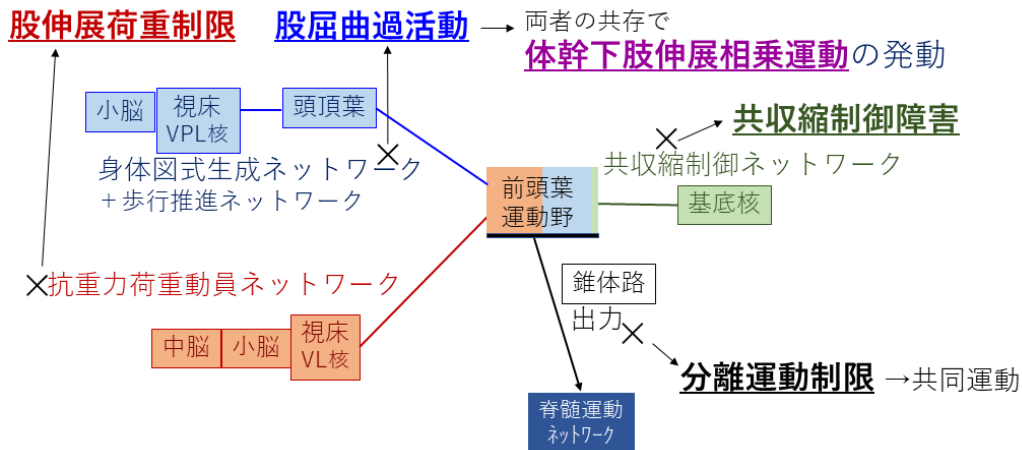 股伸展荷重制限
股屈曲過活動
両者の共存で
体幹下肢伸展相乗運動の発動
小脳
視床
VPL核
頭頂葉
共収縮制御障害
身体図式生成ネットワーク
+歩行推進ネットワーク
共収縮制御ネットワーク
前頭葉
運動野
基底核
抗重力荷重動員ネットワーク
錐体路
出力
中脳
小脳
視床
VL核
分離運動制限 →共同運動
脊髄運動
ネットワーク